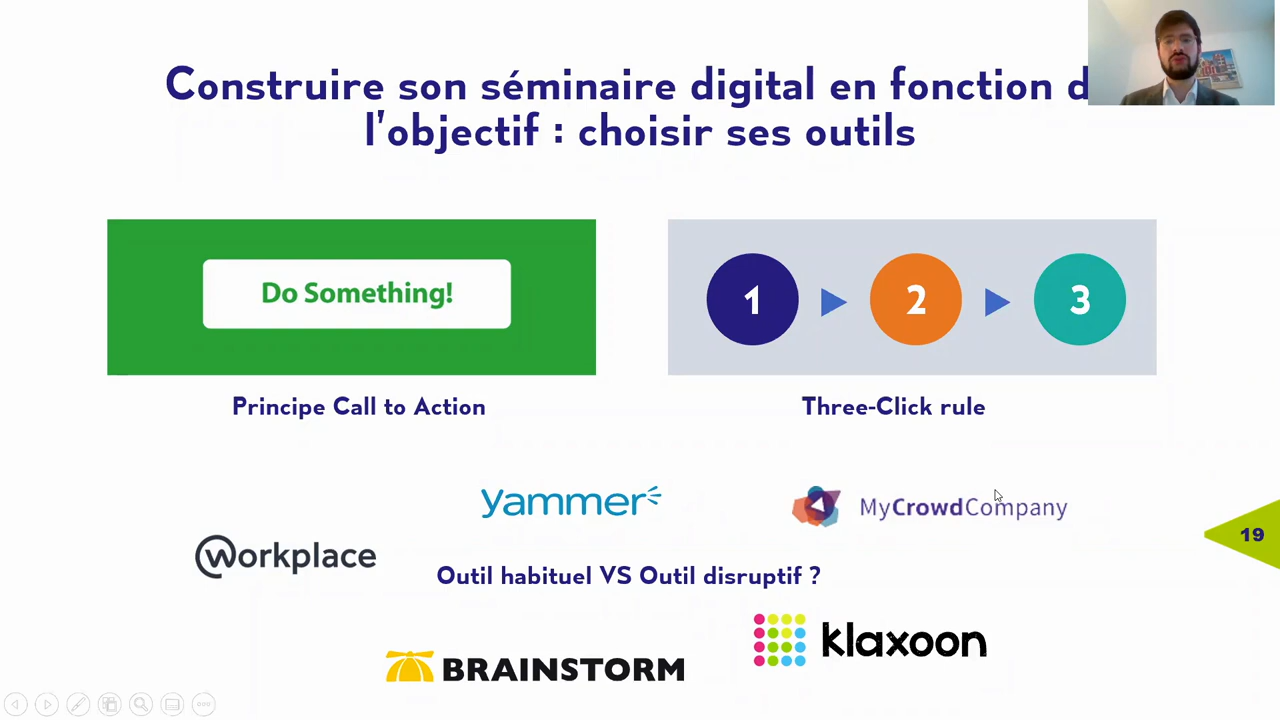 Construire son séminaire digital en fonction d
l'objectif : choisir ses outils
Do Something!
1 2 3
Principe Call to Action
Three-Click rule
yammer
MyCrowdCompany
workplace
19
Outil habituel VS Outil disruptif ?
klaxoon
BRAINSTORM